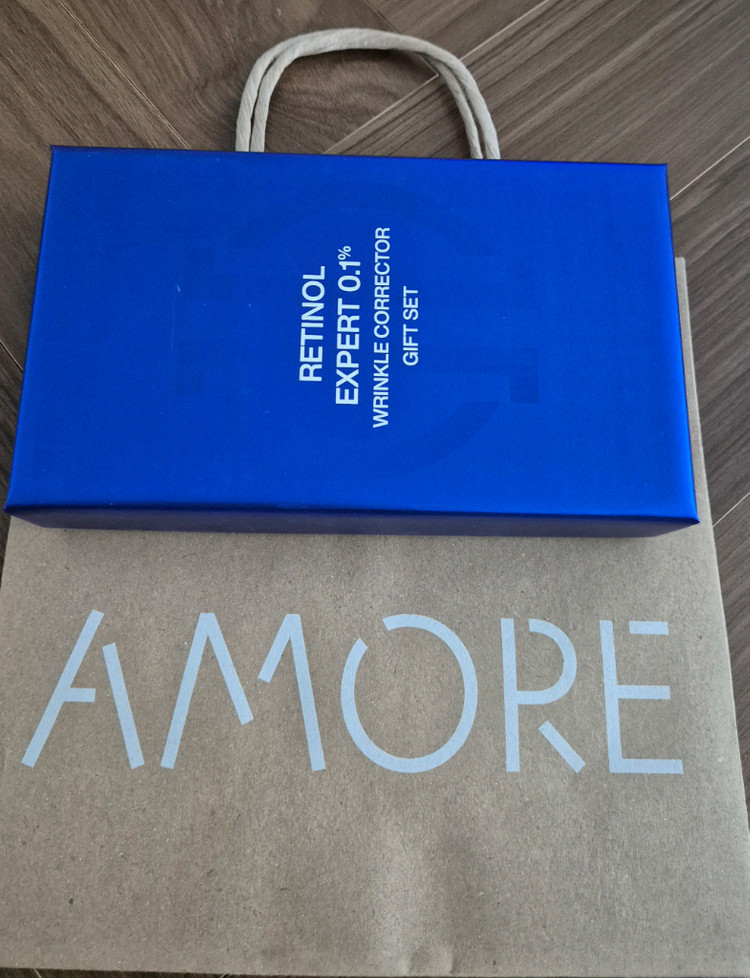 RETINOL
EXPERT 0.1%
WRINKLE CORRECTOR
GIFT SET
AMORE